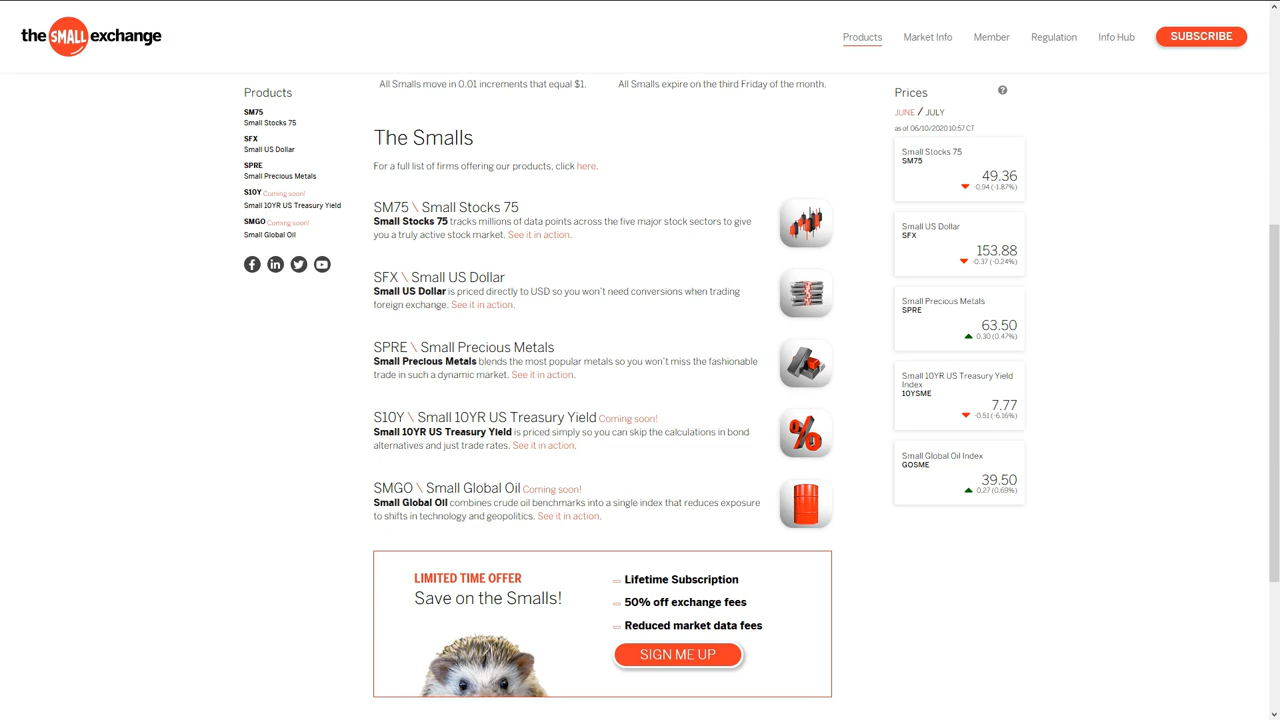 the SMALL exchange
Products
Market Info
Member
Regulation
Info Hub
SUBSCRIBE
Products
SM75
Small Stocks 75
SFX
Small US Dollar
SPRE
Small Precious Metals
S10Y Coming soon!
Small 10YR US Treasury Yield
SMGO Coming soon!
Small Global Oil
All Smalls move in 0.01 increments that equal $1.
All Smalls expire on the third Friday of the month.
The Smalls
For a full list of firms offering our products, click here.
SM75 \ Small Stocks 75
Small Stocks 75 tracks millions of data points across the five major stock sectors to give
you a truly active stock market. See it in action.
SFX \ Small US Dollar
Small US Dollar is priced directly to USD so you won't need conversions when trading
foreign exchange. See it in action.
SPRE \ Small Precious Metals
Small Precious Metals blends the most popular metals so you won't miss the fashionable
trade in such a dynamic market. See it in action.
S10Y \ Small 10YR US Treasury Yield Coming soon!
Small 10YR US Treasury Yield is priced simply so you can skip the calculations in bond
alternatives and just trade rates. See it in action.
SMGO \ Small Global Oil Coming soon!
Small Global Oil combines crude oil benchmarks into a single index that reduces exposure
to shifts in technology and geopolitics. See it in action.
LIMITED TIME OFFER
Save on the Smalls!
Lifetime Subscription
50% off exchange fees
Reduced market data fees
SIGN ME UP
Prices ?
JUNE / JULY
as of 06/10/2020 10:57 CT
Small Stocks 75
SM75
49.36
-0.94 (-1.87%)
Small US Dollar
SFX
153.88
-0.37 (-0.24%)
Small Precious Metals
SPRE
63.50
0.30 (0.47%)
Small 10YR US Treasury Yield
Index
10YSME
7.77
-0.51 (-6.16%)
Small Global Oil Index
GOSME
39.50
0.27 (0.69%)